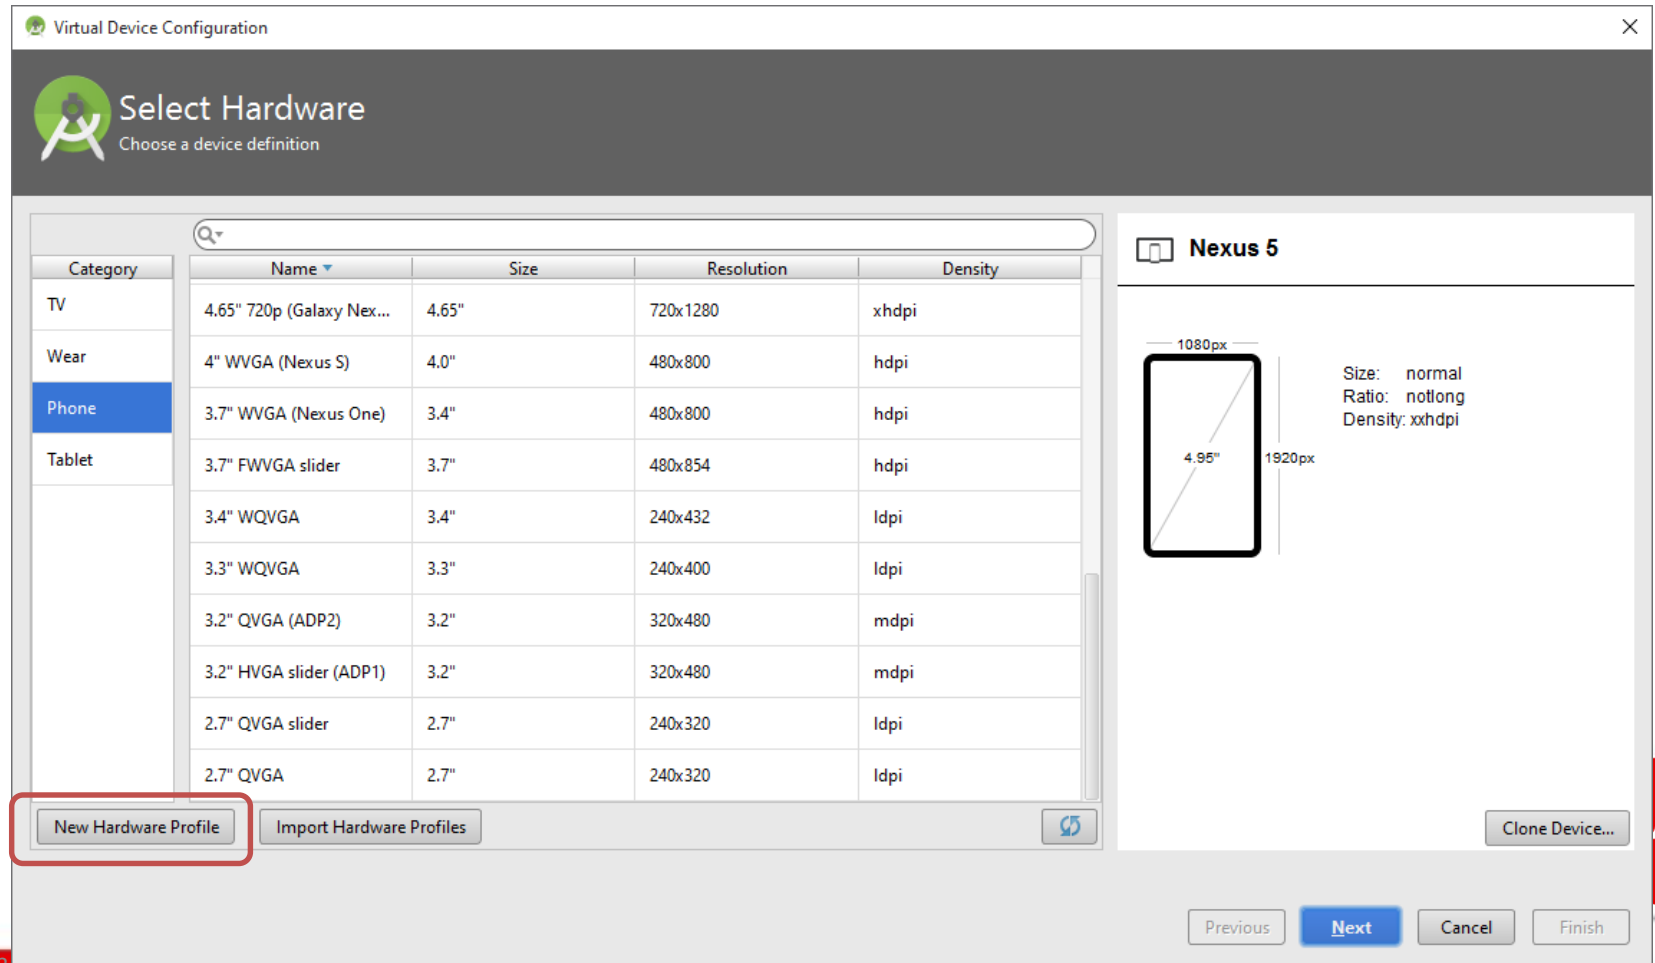 Virtual Device Configuration
Select Hardware
Choose a device definition
Category
TV
Wear
Phone
Tablet
Name Size Resolution Density
4.65" 720p (Galaxy Nex... 4.65" 720x1280 xhdpi
4" WVGA (Nexus S) 4.0" 480x800 hdpi
3.7" WVGA (Nexus One) 3.4" 480x800 hdpi
3.7" FWVGA slider 3.7" 480x854 hdpi
3.4" WQVGA 3.4" 240x432 ldpi
3.3" WQVGA 3.3" 240x400 ldpi
3.2" QVGA (ADP2) 3.2" 320x480 mdpi
3.2" HVGA slider (ADP1) 3.2" 320x480 mdpi
2.7" QVGA slider 2.7" 240x320 ldpi
2.7" QVGA 2.7" 240x320 ldpi
New Hardware Profile Import Hardware Profiles
Nexus 5
1080px
4.95" 1920px
Size: normal
Ratio: notlong
Density: xxhdpi
Clone Device...
Previous Next Cancel Finish